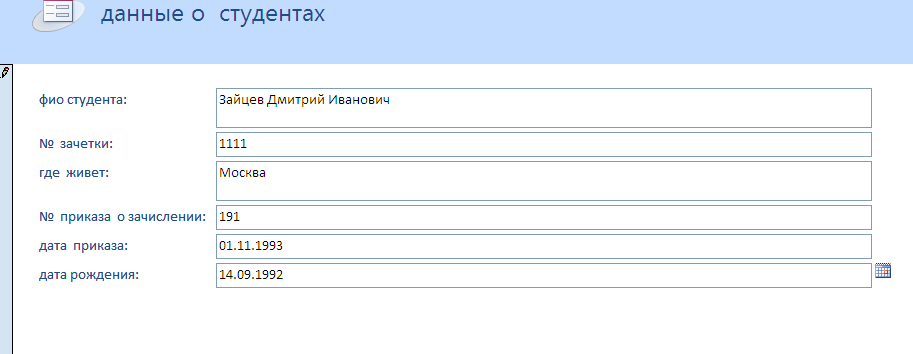 данные о студентах
фио студента: Зайцев Дмитрий Иванович
№ зачетки: 1111
где живет: Москва
№ приказа о зачислении: 191
дата приказа: 01.11.1993
дата рождения: 14.09.1992